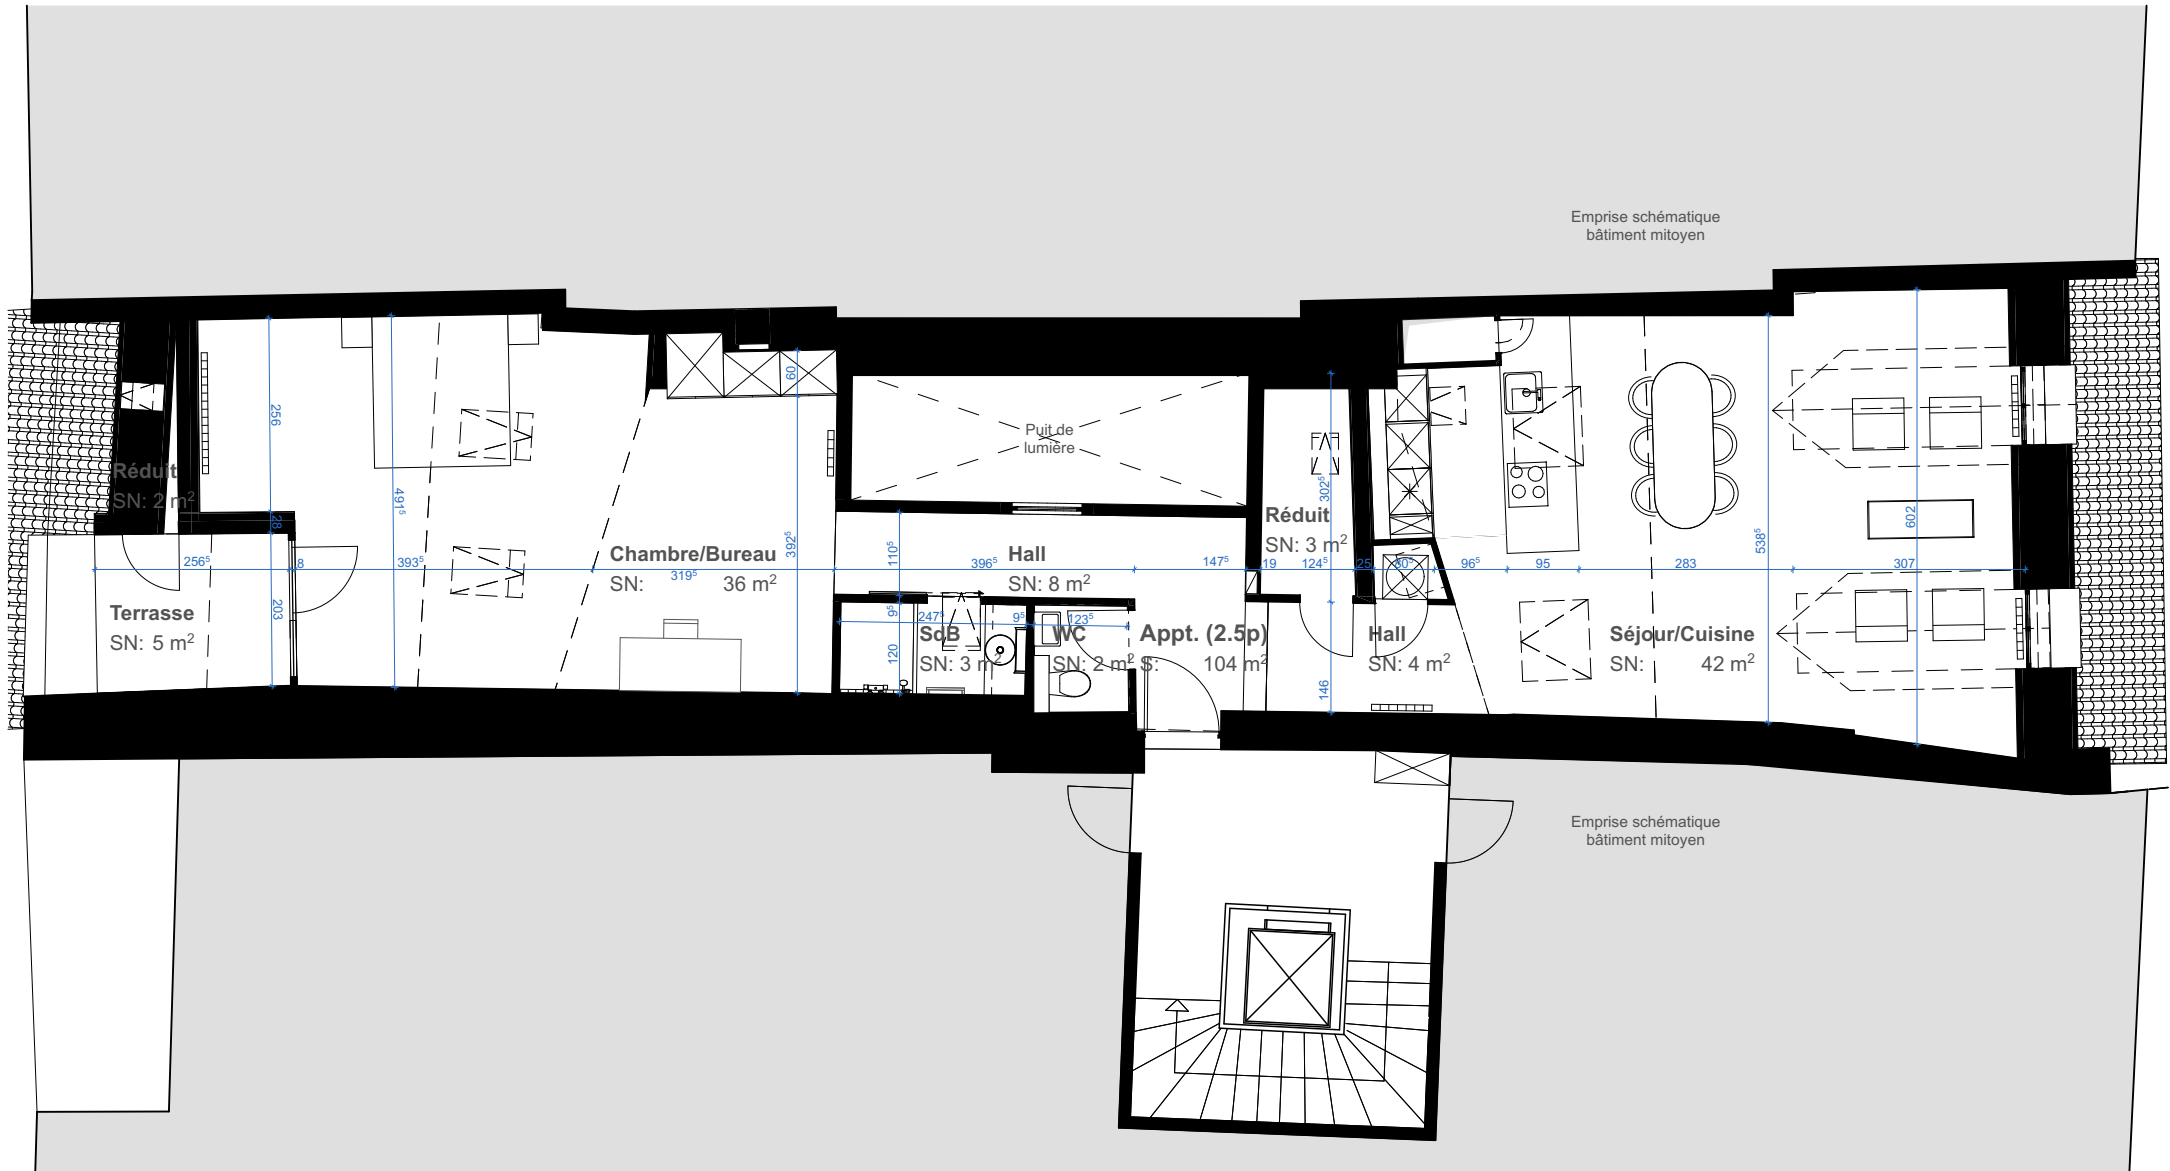 Emprise schématique
bâtiment mitoyen
Puit de
lumière
Réduit
SN: 2 m²
Terrasse
SN: 5 m²
Chambre/Bureau
SN: 36 m²
Hall
SN: 8 m²
SdB
SN: 3 m²
WC
SN: 2 m²
Appt. (2.5p)
S: 104 m²
Réduit
SN: 3 m²
Hall
SN: 4 m²
Séjour/Cuisine
SN: 42 m²
Emprise schématique
bâtiment mitoyen
256⁵
8
393⁵
319⁵
396⁵
147⁵
19
124⁵
25
80⁵
96⁵
95
283
307
256
28
203
491⁵
60
392⁵
110⁵
9⁵
120
247⁵
9⁵
123⁵
302⁵
146
538⁵
602